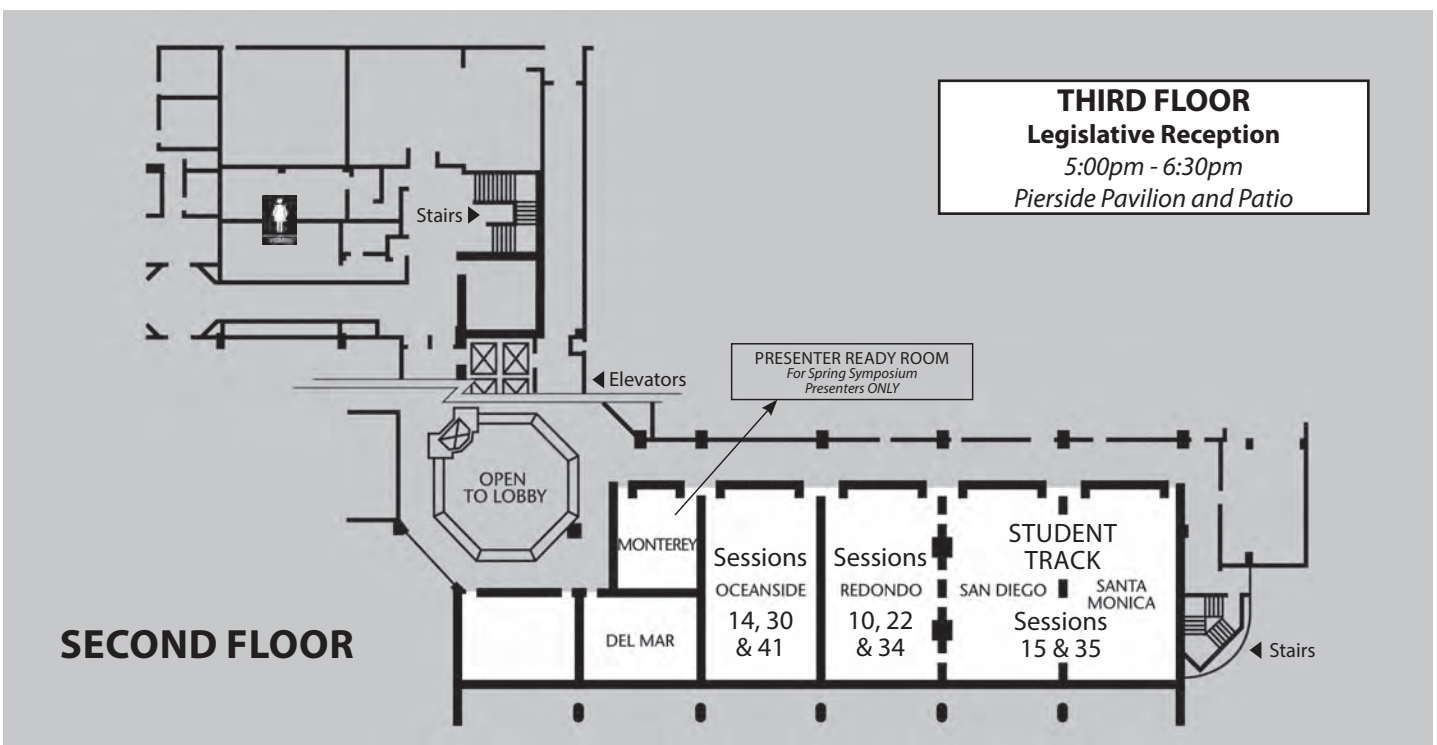 THIRD FLOOR
Legislative Reception
5:00pm - 6:30pm
Pierside Pavilion and Patio
Stairs
Elevators
PRESENTER READY ROOM
For Spring Symposium
Presenters ONLY
OPEN
TO LOBBY
MONTEREY
Sessions
OCEANSIDE
14, 30
& 41
Sessions
REDONDO
10, 22
& 34
STUDENT
TRACK
SAN DIEGO
SANTA
MONICA
Sessions
15 & 35
DEL MAR
SECOND FLOOR
Stairs